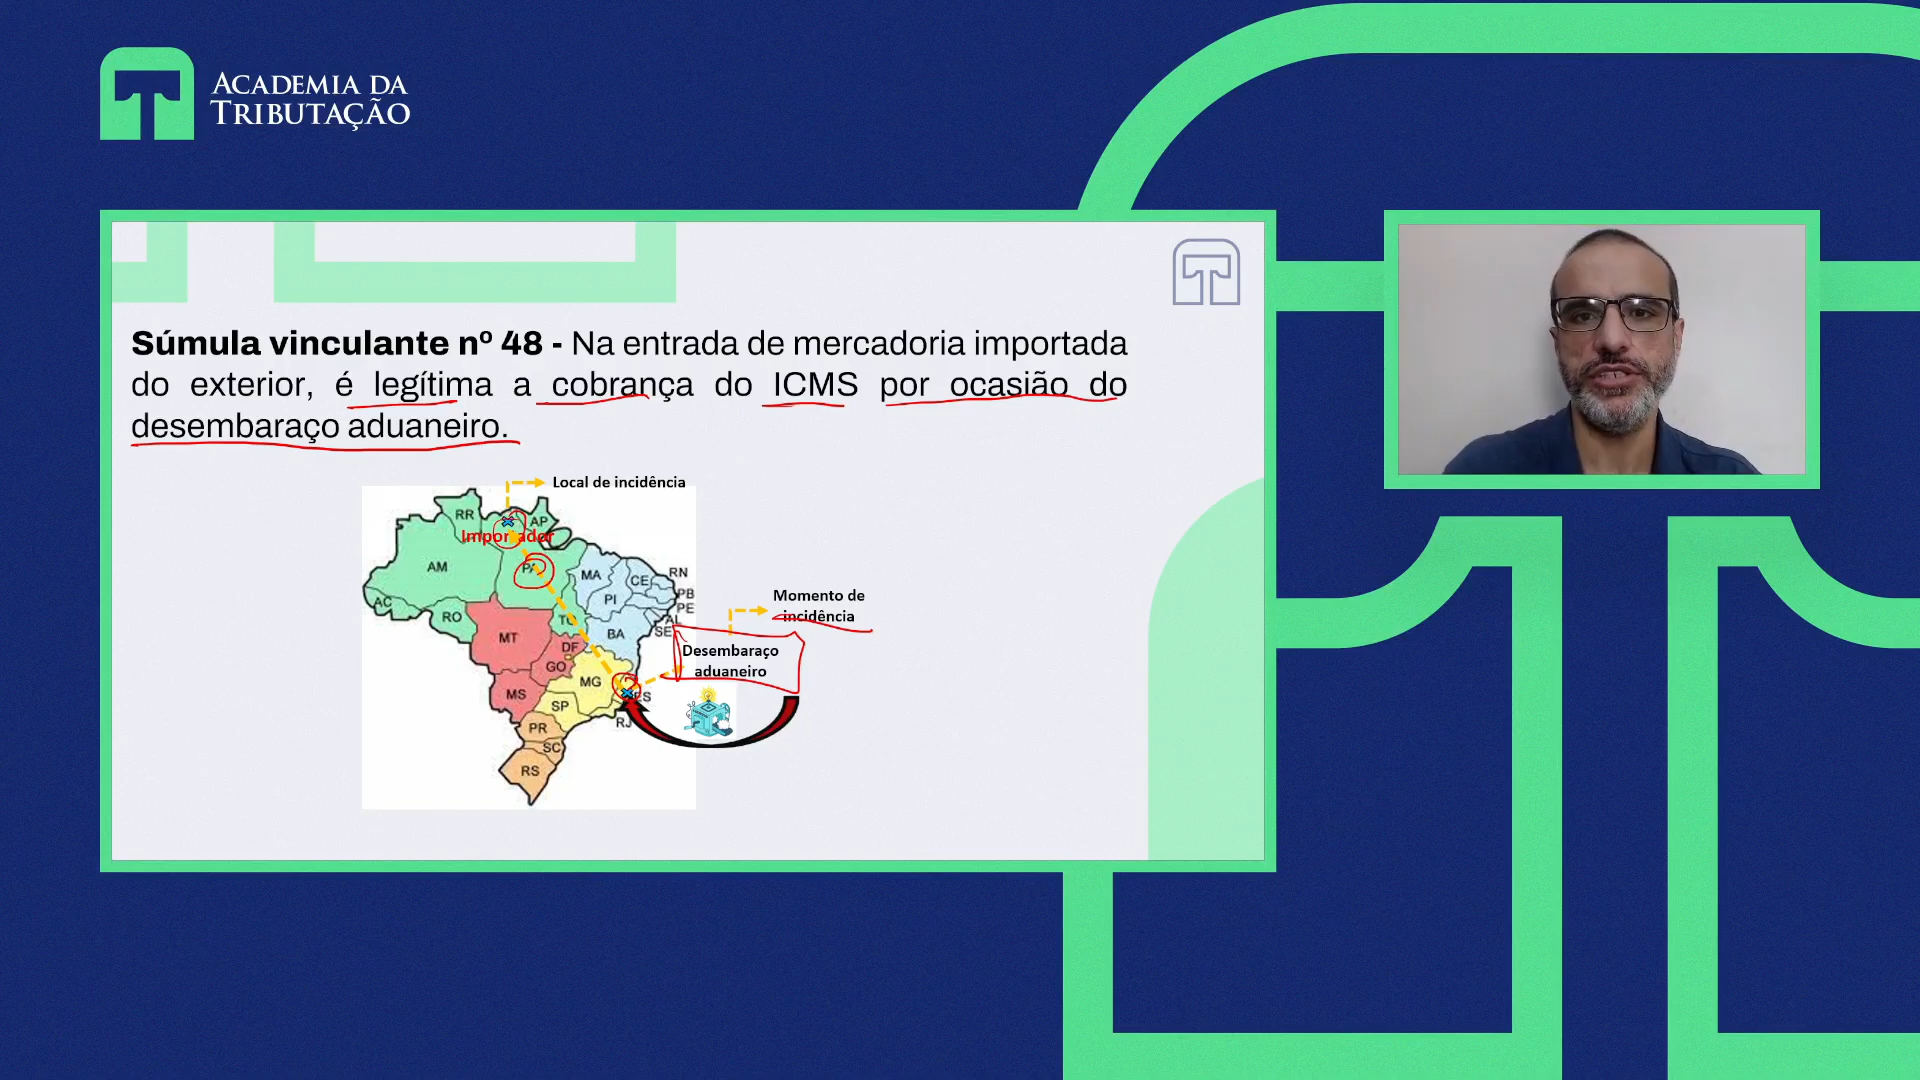 ACADEMIA DA
TRIBUTAÇÃO
Súmula vinculante nº 48 - Na entrada de mercadoria importada
do exterior, é legítima a cobrança do ICMS por ocasião do
desembaraço aduaneiro.
Local de incidência
RR
AP
Importador
AM
PA
MA
CE
RN
PB
PE
AL
SE
PI
AC
RO
TO
BA
MT
DF
GO
MG
ES
MS
SP
RJ
PR
SC
RS
Momento de
incidência
Desembaraço
aduaneiro